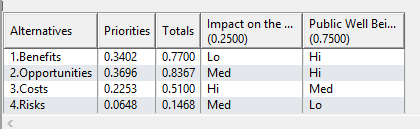 Alternatives Priorities Totals Impact on the ... (0.2500) Public Well Bei... (0.7500)
1.Benefits 0.3402 0.7700 Lo Hi
2.Opportunities 0.3696 0.8367 Med Hi
3.Costs 0.2253 0.5100 Hi Med
4.Risks 0.0648 0.1468 Med Lo